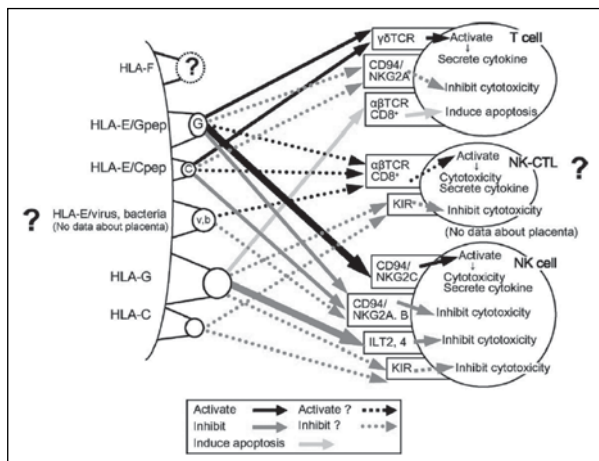 HLA-F
?
HLA-E/Gpep
G
HLA-E/Cpep
C
?
HLA-E/virus, bacteria
(No data about placenta)
v,b
HLA-G
HLA-C
γδTCR
CD94/
NKG2A
αβTCR
CD8+
T cell
Activate
Secrete cytokine
Inhibit cytotoxicity
Induce apoptosis
αβTCR
CD8+
KIR
NK-CTL
?
Activate
Cytotoxicity
Secrete cytokine
Inhibit cytotoxicity
(No data about placenta)
CD94/
NKG2C
CD94/
NKG2A. B
ILT2, 4
KIR
NK cell
Activate
Cytotoxicity
Secrete cytokine
Inhibit cytotoxicity
Inhibit cytotoxicity
Inhibit cytotoxicity
Activate
Activate ?
Inhibit
Inhibit ?
Induce apoptosis